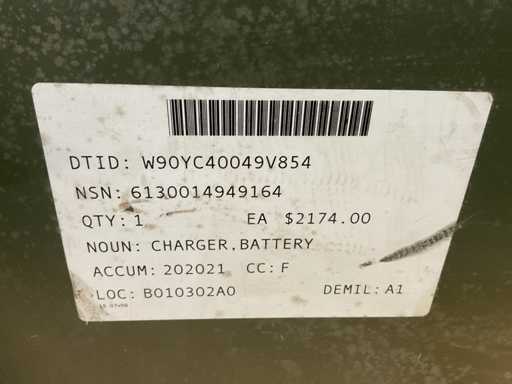 DTID: W90YC40049V854
NSN: 6130014949164
QTY: 1 EA $2174.00
NOUN: CHARGER,BATTERY
ACCUM: 202021 CC: F
LOC: B010302A0 DEMIL: A1